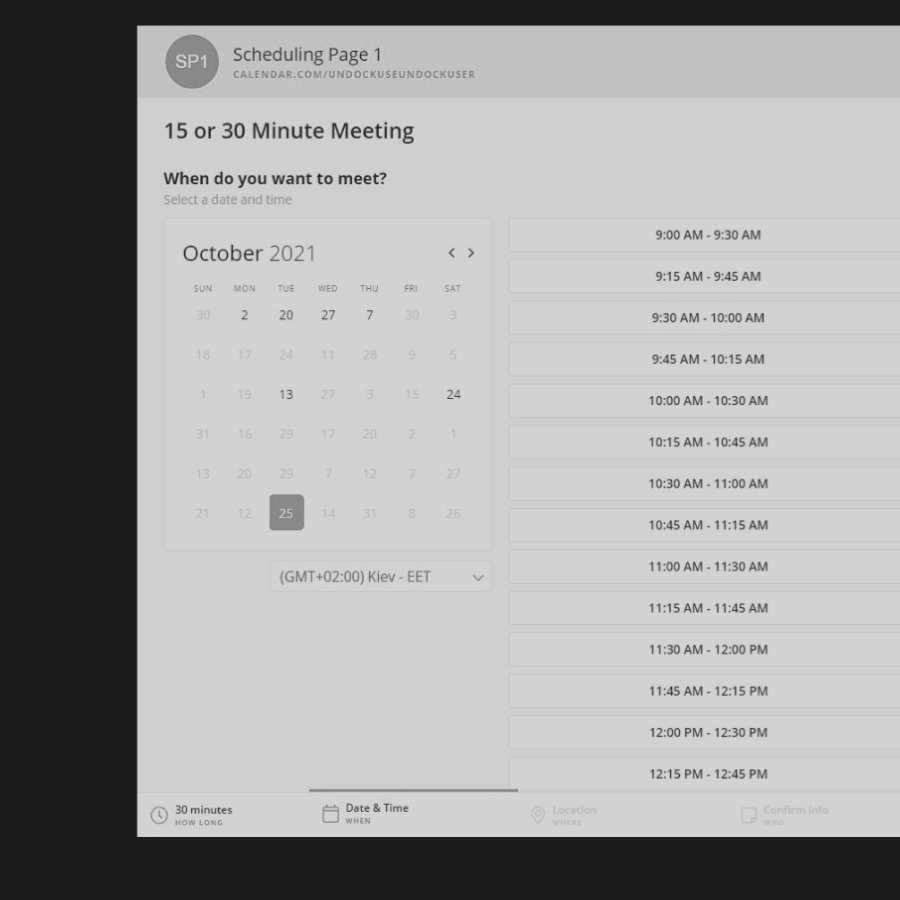 SP1
Scheduling Page 1
CALENDAR.COM/UNDOCKUSEUNDOCKUSER
15 or 30 Minute Meeting
When do you want to meet?
Select a date and time
October 2021
SUN MON TUE WED THU FRI SAT
30 2 20 27 7 30 3
18 17 24 11 28 9 5
1 19 13 27 3 15 24
31 16 29 17 20 2 1
13 20 29 7 12 7 27
21 12 25 14 31 8 26
(GMT+02:00) Kiev - EET
9:00 AM - 9:30 AM
9:15 AM - 9:45 AM
9:30 AM - 10:00 AM
9:45 AM - 10:15 AM
10:00 AM - 10:30 AM
10:15 AM - 10:45 AM
10:30 AM - 11:00 AM
10:45 AM - 11:15 AM
11:00 AM - 11:30 AM
11:15 AM - 11:45 AM
11:30 AM - 12:00 PM
11:45 AM - 12:15 PM
12:00 PM - 12:30 PM
12:15 PM - 12:45 PM
30 minutes
HOW LONG
Date & Time
WHEN
Location
WHERE
Confirm Info
WHO